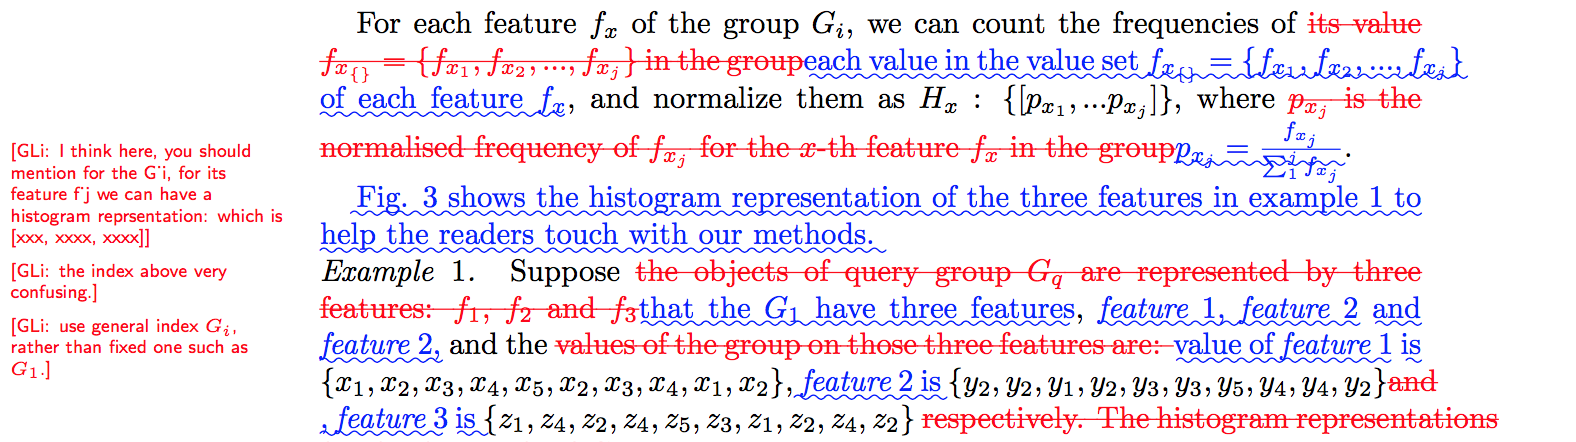 For each feature f_x of the group G_i, we can count the frequencies of its value
f_{x_{\{\}}} = {f_{x_1}, f_{x_2}, ..., f_{x_j}} in the groupeach value in the value set f_{x_{\{\}}} = {f_{x_1}, f_{x_2}, ..., f_{x_j}}
of each feature f_x, and normalize them as H_x : {[p_{x_1}, ...p_{x_j}]}, where p_{x_j} is the
normalised frequency of f_{x_j} for the x-th feature f_x in the groupp_{x_j} = \frac{f_{x_j}}{\sum_1^j f_{x_j}}.
Fig. 3 shows the histogram representation of the three features in example 1 to
help the readers touch with our methods.
Example 1. Suppose the objects of query group G_q are represented by three
features: f_1, f_2 and f_3that the G_1 have three features, feature 1, feature 2 and
feature 2, and the values of the group on those three features are: value of feature 1 is
{x_1, x_2, x_3, x_4, x_5, x_2, x_3, x_4, x_1, x_2}, feature 2 is {y_2, y_2, y_1, y_2, y_3, y_3, y_5, y_4, y_4, y_2}and
, feature 3 is {z_1, z_4, z_2, z_4, z_5, z_3, z_1, z_2, z_4, z_2} respectively. The histogram representations
[GLi: I think here, you should
mention for the G˙i, for its
feature f˙j we can have a
histogram reprsentation: which is
[xxx, xxxx, xxxx]]
[GLi: the index above very
confusing.]
[GLi: use general index G_i,
rather than fixed one such as
G_1.]